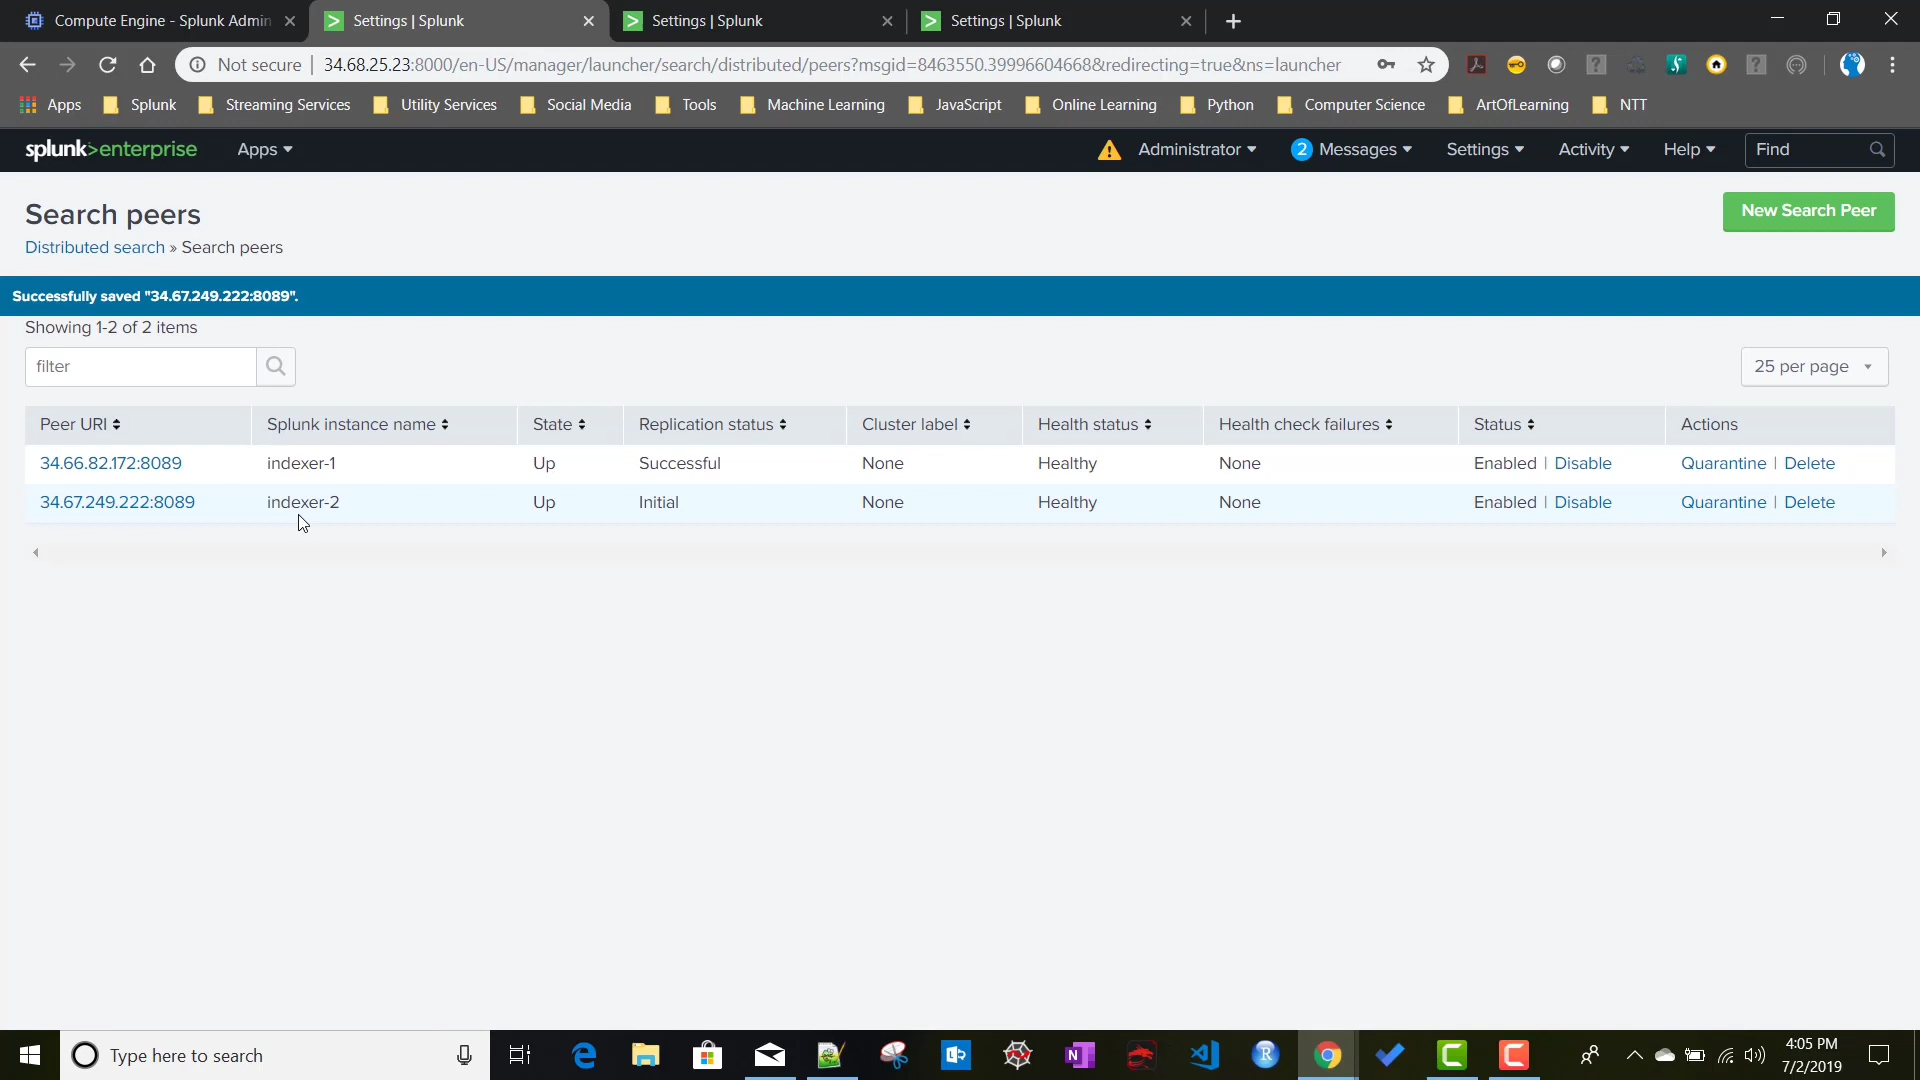 Compute Engine - Splunk Admin
Settings | Splunk
Settings | Splunk
Settings | Splunk
Not secure | 34.68.25.23:8000/en-US/manager/launcher/search/distributed/peers?msgid=8463550.39996604668&redirecting=true&ns=launcher
Apps Splunk Streaming Services Utility Services Social Media Tools Machine Learning JavaScript Online Learning Python Computer Science ArtOfLearning NTT
splunk>enterprise Apps Administrator 2 Messages Settings Activity Help Find
Search peers
New Search Peer
Distributed search » Search peers
Successfully saved "34.67.249.222:8089".
Showing 1-2 of 2 items
filter
25 per page
Peer URI Splunk instance name State Replication status Cluster label Health status Health check failures Status Actions
34.66.82.172:8089 indexer-1 Up Successful None Healthy None Enabled | Disable Quarantine | Delete
34.67.249.222:8089 indexer-2 Up Initial None Healthy None Enabled | Disable Quarantine | Delete
Type here to search
4:05 PM
7/2/2019